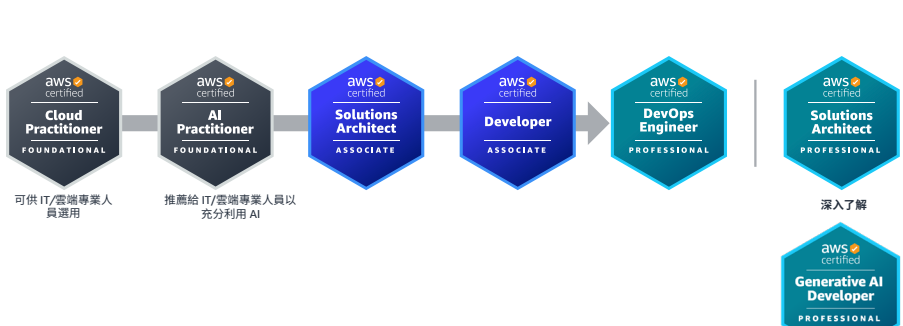 aws
certified
Cloud
Practitioner
FOUNDATIONAL
可供 IT/雲端專業人
員選用
aws
certified
AI
Practitioner
FOUNDATIONAL
推薦給 IT/雲端專業人員以
充分利用 AI
aws
certified
Solutions
Architect
ASSOCIATE
aws
certified
Developer
ASSOCIATE
aws
certified
DevOps
Engineer
PROFESSIONAL
aws
certified
Solutions
Architect
PROFESSIONAL
深入了解
aws
certified
Generative AI
Developer
PROFESSIONAL